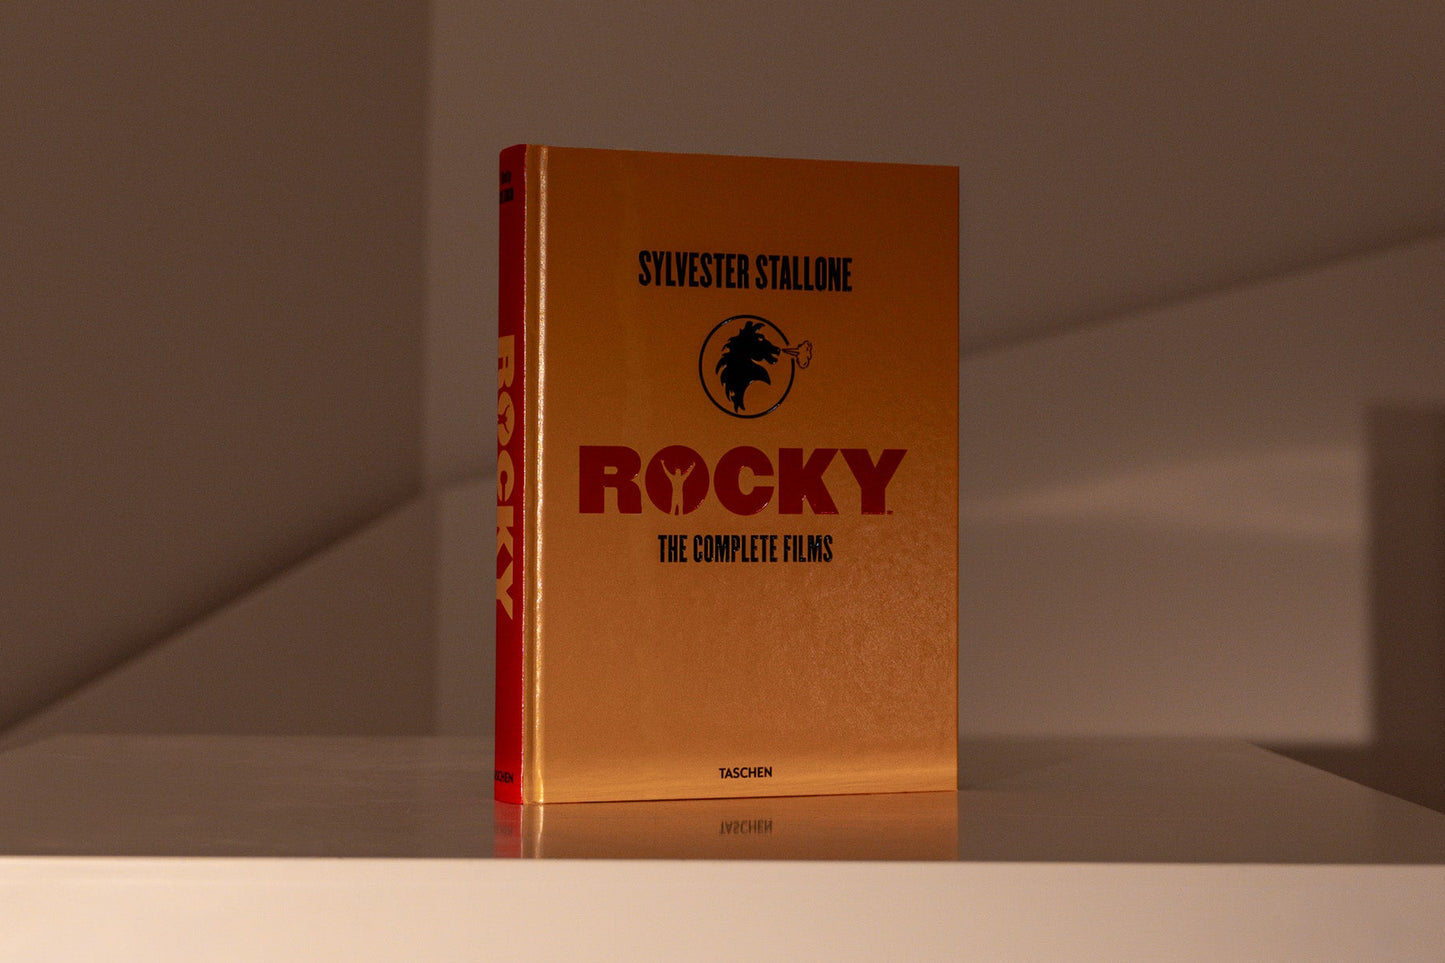 SYLVESTER STALLONE
ROCKY
THE COMPLETE FILMS
TASCHEN
ROCKY
TASCHEN